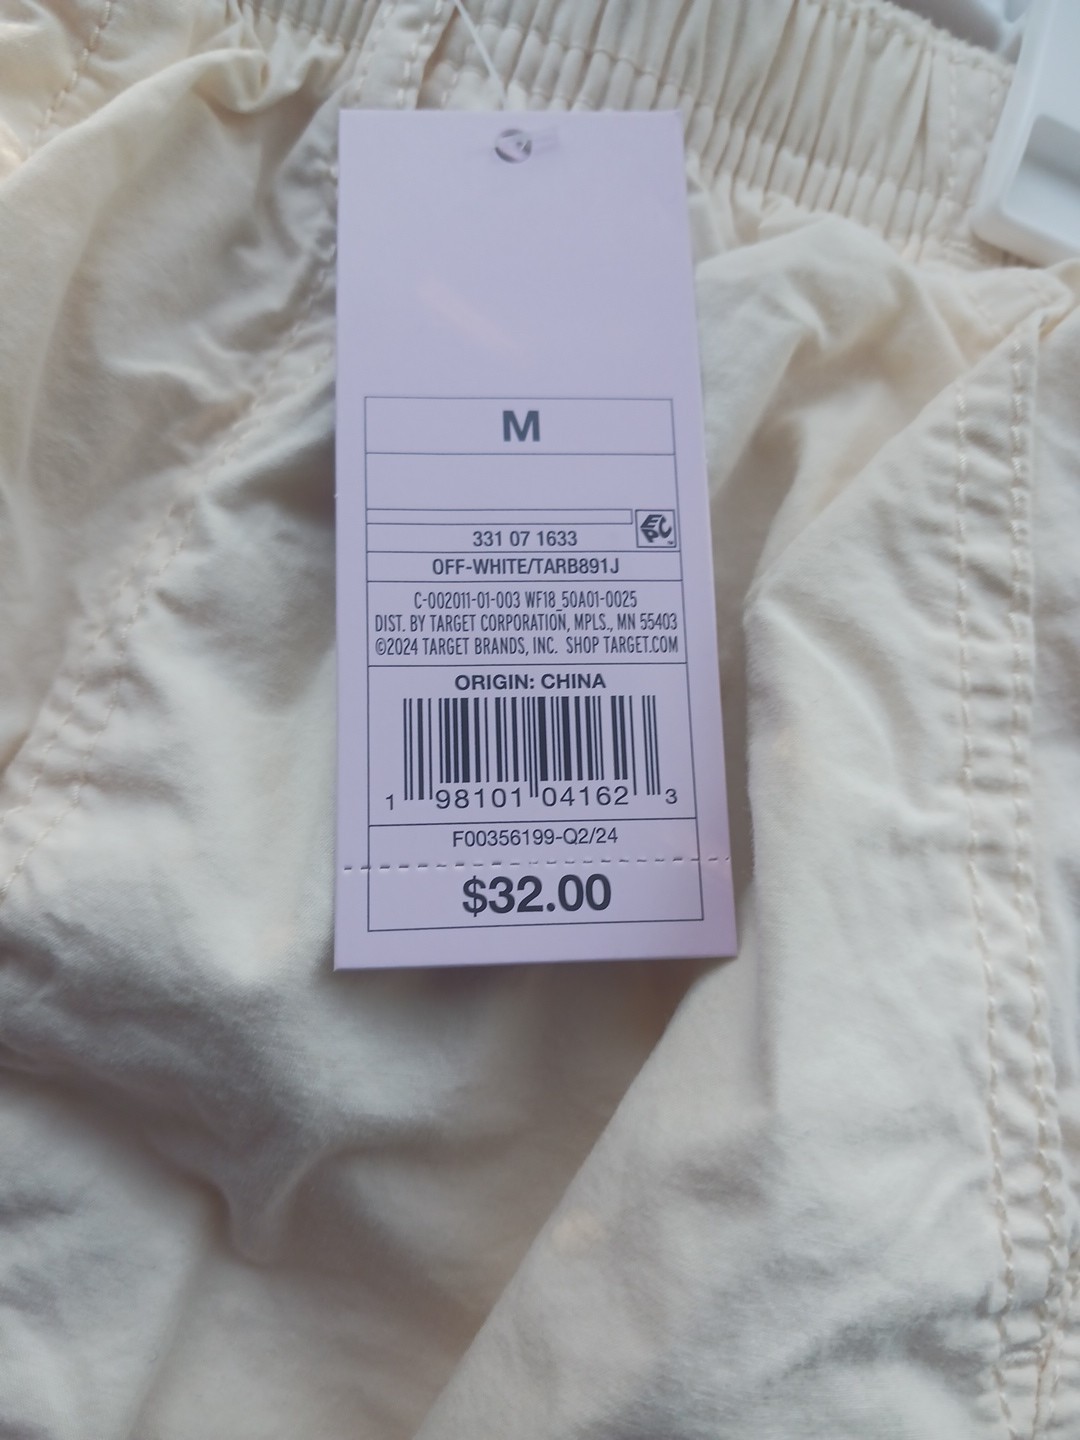 M
EPC
331 07 1633
OFF-WHITE/TARB891J
C-002011-01-003 WF18_50A01-0025
DIST. BY TARGET CORPORATION, MPLS., MN 55403
©2024 TARGET BRANDS, INC. SHOP TARGET.COM
ORIGIN: CHINA
1 98101 04162 3
F00356199-Q2/24
$32.00